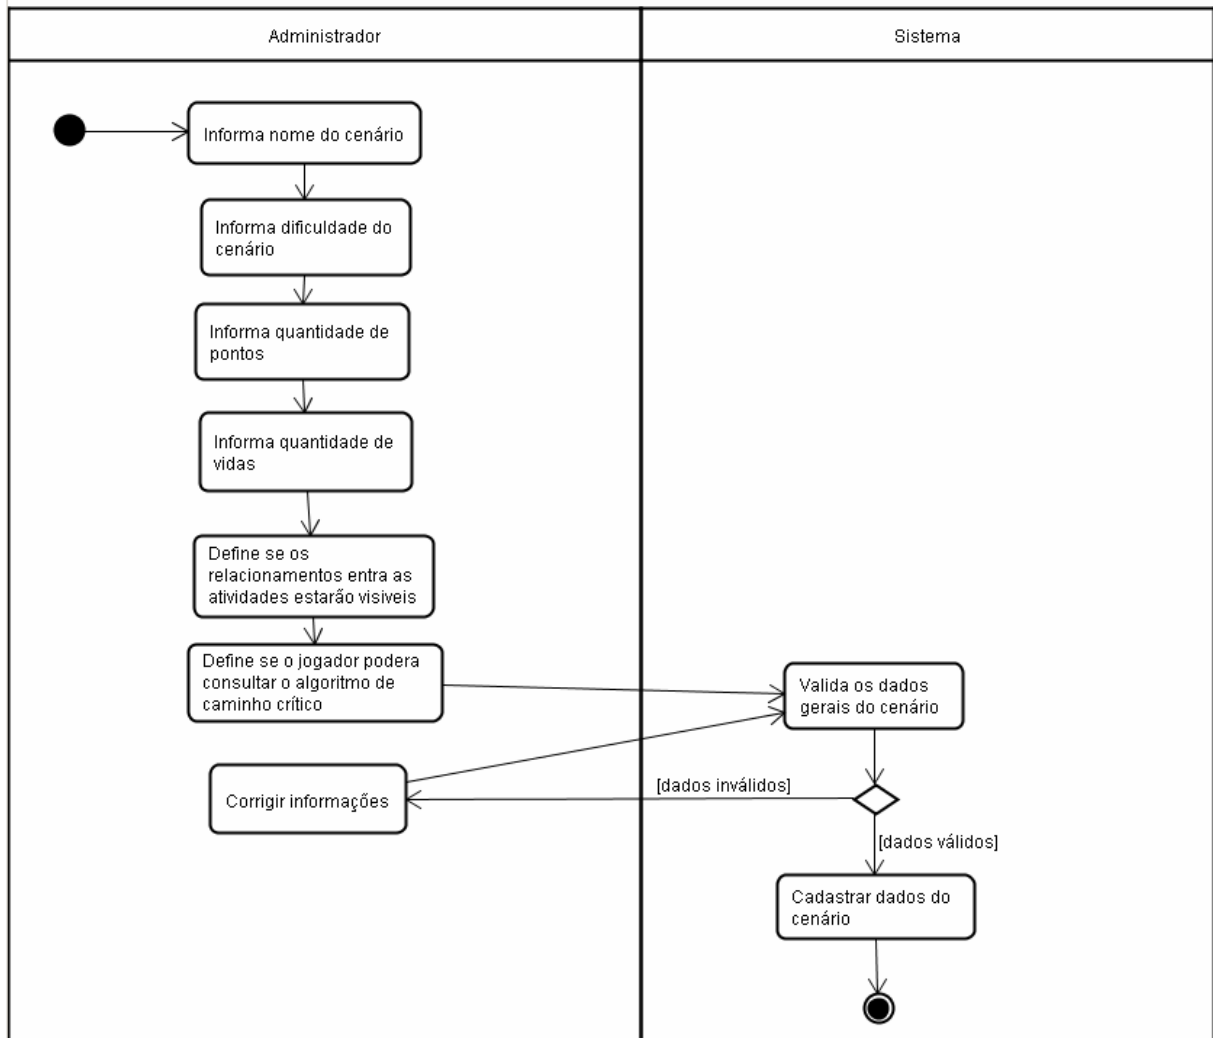 Administrador
Sistema
Informa nome do cenário
Informa dificuldade do
cenário
Informa quantidade de
pontos
Informa quantidade de
vidas
Define se os
relacionamentos entra as
atividades estarão visiveis
Define se o jogador podera
consultar o algoritmo de
caminho crítico
Valida os dados
gerais do cenário
[dados inválidos]
Corrigir informações
[dados válidos]
Cadastrar dados do
cenário